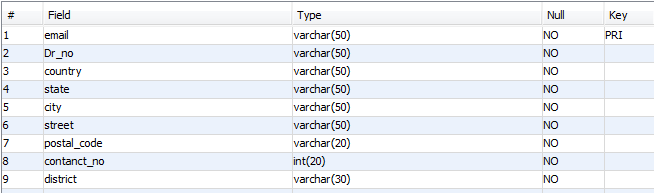 # Field Type Null Key
1 email varchar(50) NO PRI
2 Dr_no varchar(50) NO
3 country varchar(50) NO
4 state varchar(50) NO
5 city varchar(50) NO
6 street varchar(50) NO
7 postal_code varchar(20) NO
8 contanct_no int(20) NO
9 district varchar(30) NO